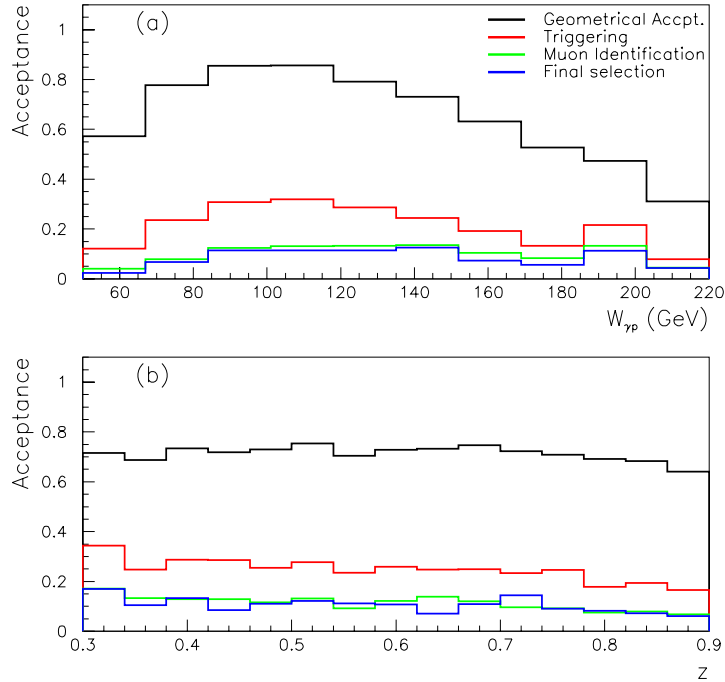 (a)
Geometrical Accpt.
Triggering
Muon Identification
Final selection
Acceptance
1
0.8
0.6
0.4
0.2
0
60 80 100 120 140 160 180 200 220
W_γp (GeV)
(b)
Acceptance
1
0.8
0.6
0.4
0.2
0
0.3 0.4 0.5 0.6 0.7 0.8 0.9
z